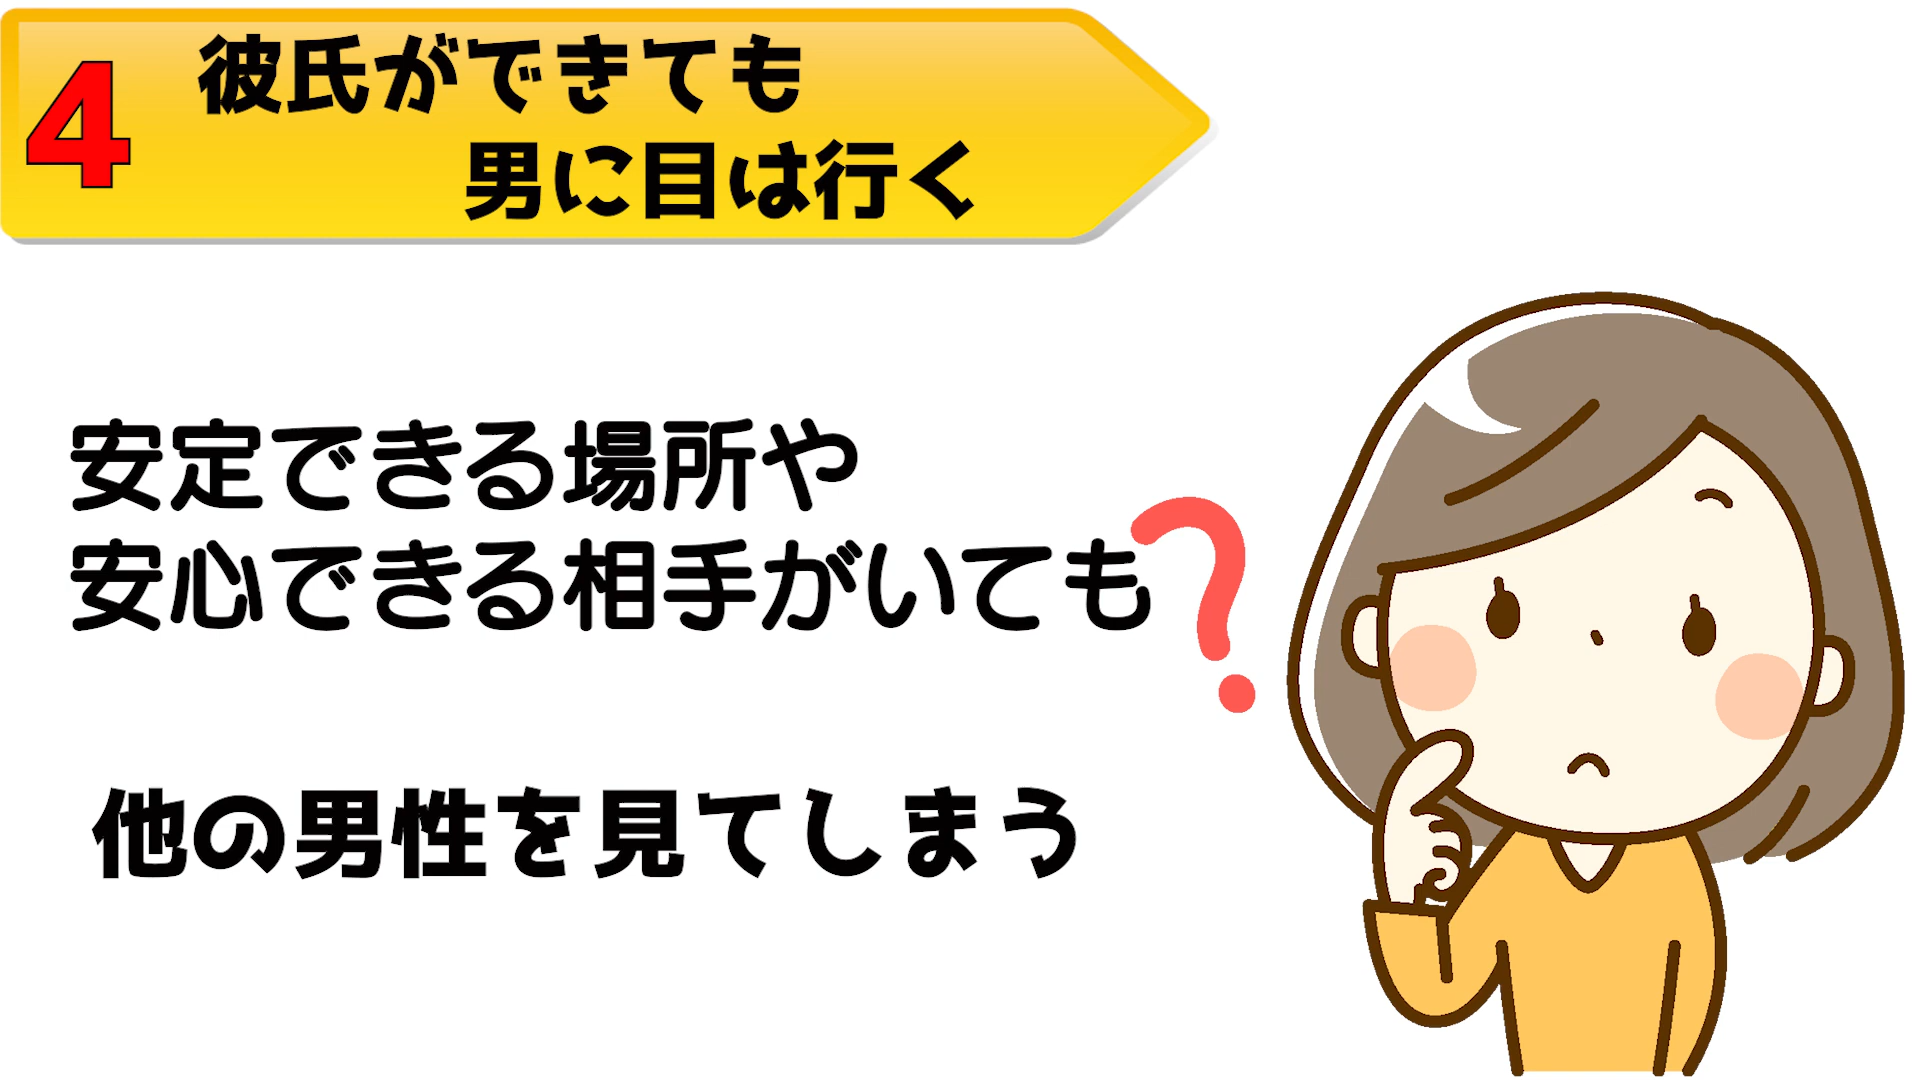 4
彼氏ができても
男に目は行く
安定できる場所や
安心できる相手がいても
?
他の男性を見てしまう